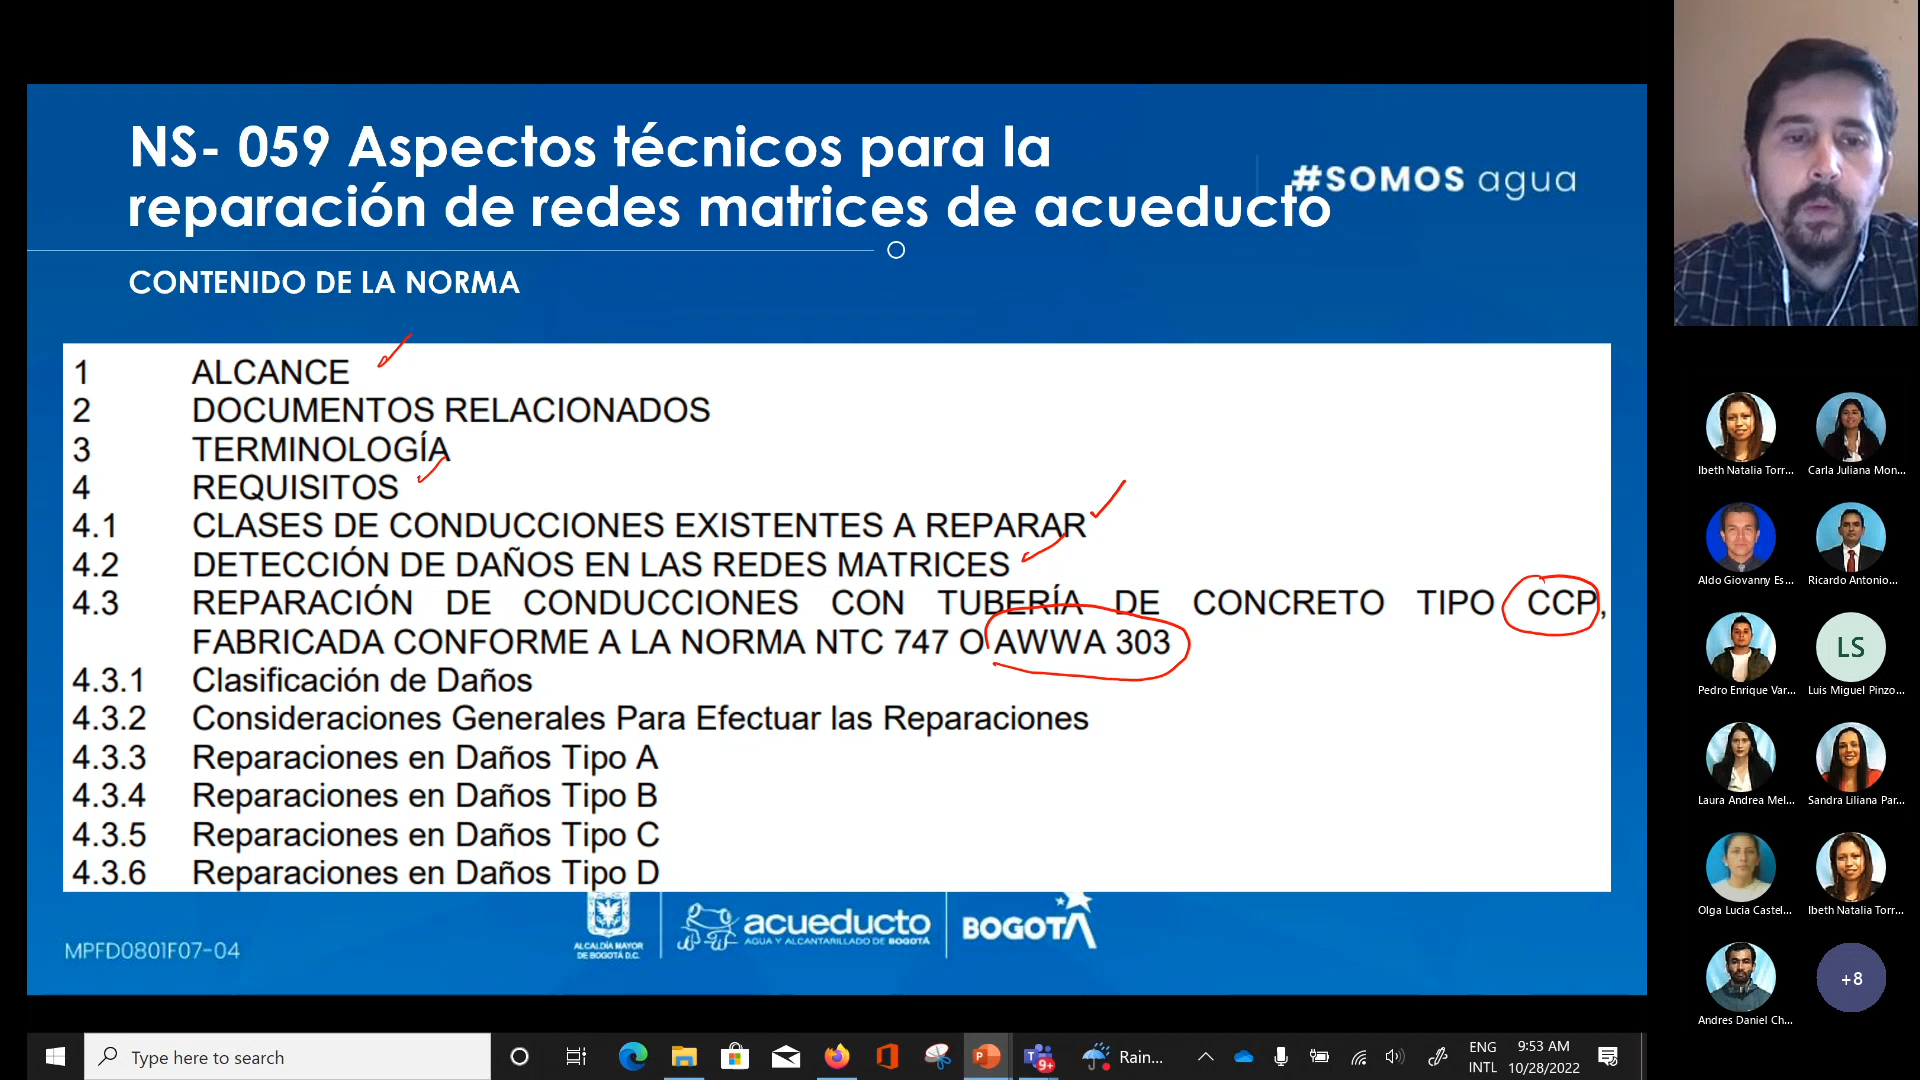 NS- 059 Aspectos técnicos para la
reparación de redes matrices de acueducto
#SOMOS agua
CONTENIDO DE LA NORMA
1 ALCANCE
2 DOCUMENTOS RELACIONADOS
3 TERMINOLOGÍA
4 REQUISITOS
4.1 CLASES DE CONDUCCIONES EXISTENTES A REPARAR
4.2 DETECCIÓN DE DAÑOS EN LAS REDES MATRICES
4.3 REPARACIÓN DE CONDUCCIONES CON TUBERÍA DE CONCRETO TIPO CCP,
FABRICADA CONFORME A LA NORMA NTC 747 O AWWA 303
4.3.1 Clasificación de Daños
4.3.2 Consideraciones Generales Para Efectuar las Reparaciones
4.3.3 Reparaciones en Daños Tipo A
4.3.4 Reparaciones en Daños Tipo B
4.3.5 Reparaciones en Daños Tipo C
4.3.6 Reparaciones en Daños Tipo D
MPFD0801F07-04
ALCALDÍA MAYOR
DE BOGOTÁ D.C.
acueducto
AGUA Y ALCANTARILLADO DE BOGOTÁ
BOGOTÁ
Ibeth Natalia Torr...
Carla Juliana Mon...
Aldo Giovanny Es...
Ricardo Antonio...
Pedro Enrique Var...
LS
Luis Miguel Pinzo...
Laura Andrea Mel...
Sandra Liliana Par...
Olga Lucia Castel...
Ibeth Natalia Torr...
Andres Daniel Ch...
+8
Type here to search
9+
Rain...
ENG
INTL
9:53 AM
10/28/2022